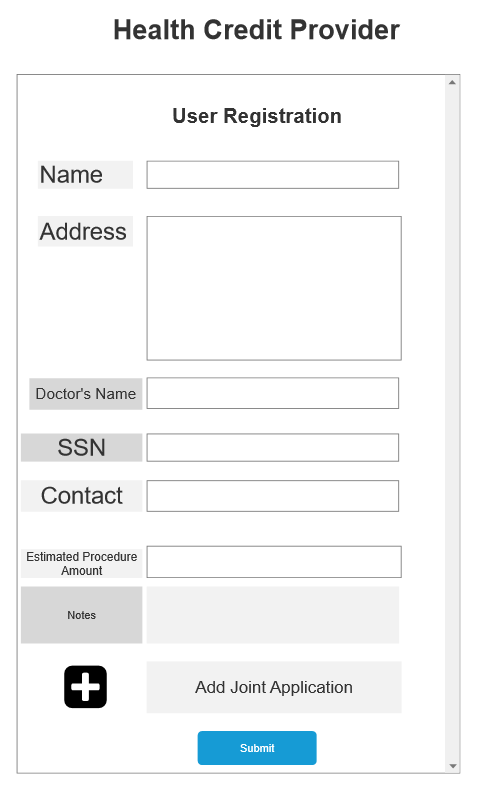 Health Credit Provider
User Registration
Name
Address
Doctor's Name
SSN
Contact
Estimated Procedure
Amount
Notes
Add Joint Application
Submit